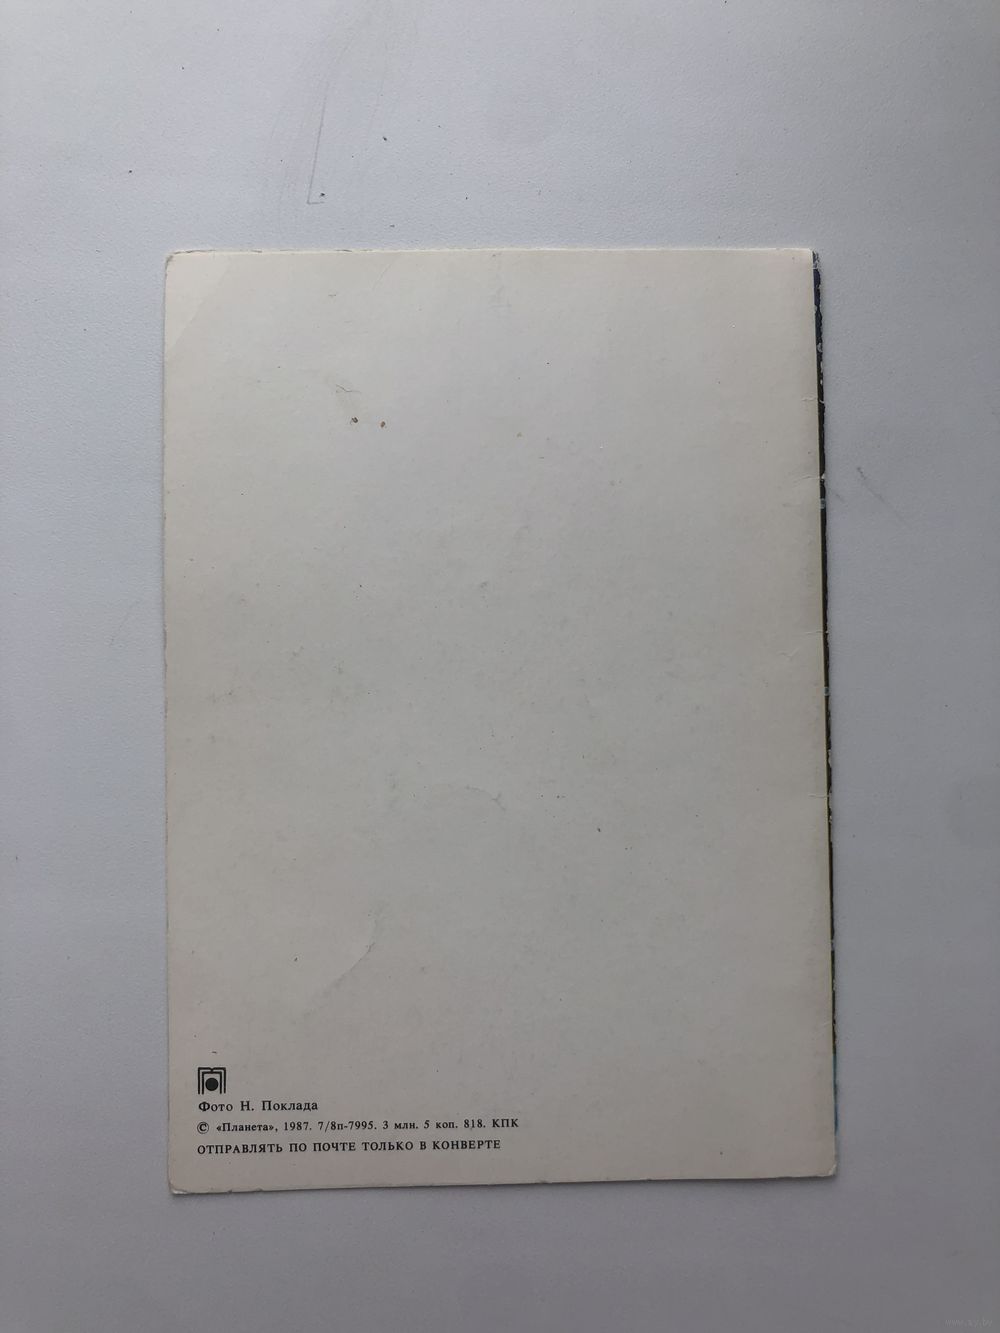 Фото Н. Поклада
© «Планета», 1987. 7/8п-7995. 3 млн. 5 коп. 818. КПК
ОТПРАВЛЯТЬ ПО ПОЧТЕ ТОЛЬКО В КОНВЕРТЕ